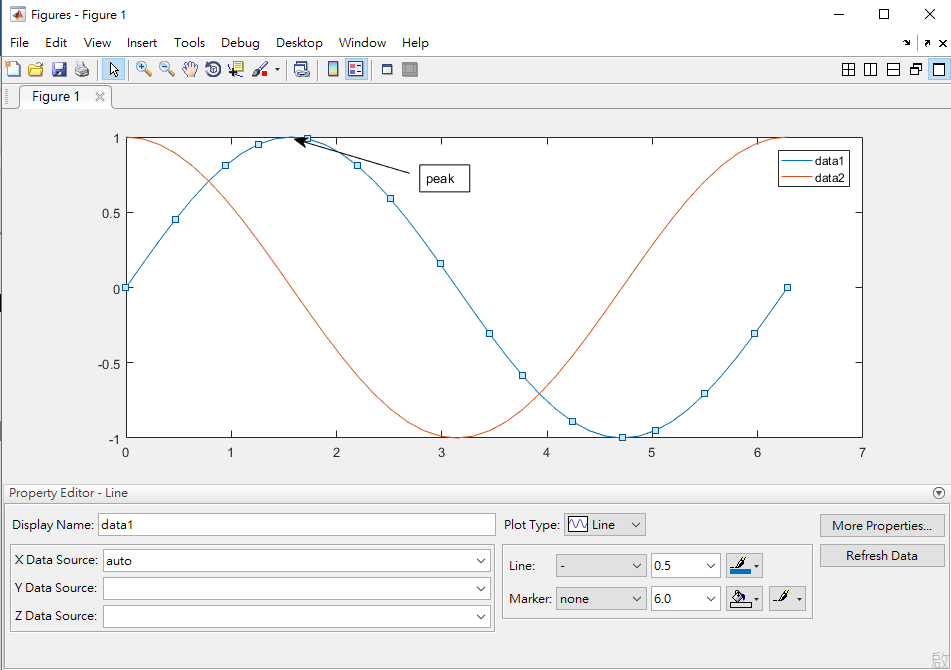 Figures - Figure 1
File Edit View Insert Tools Debug Desktop Window Help
Figure 1
1
0.5
0
-0.5
-1
0 1 2 3 4 5 6 7
peak
data1
data2
Property Editor - Line
Display Name: data1 Plot Type: Line More Properties...
X Data Source: auto Line: - 0.5 Refresh Data
Y Data Source:
Marker: none 6.0
Z Data Source: